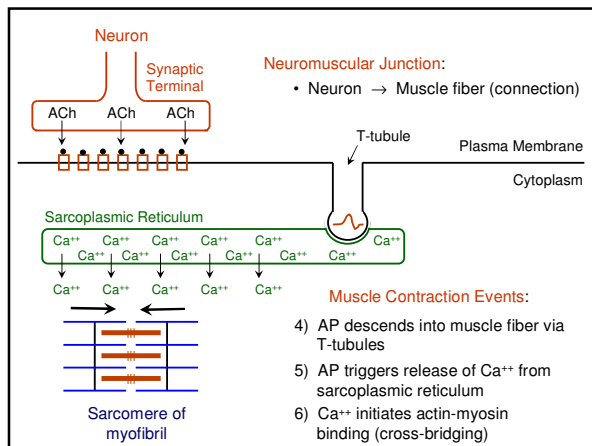 Neuron
Synaptic
Terminal
ACh ACh ACh
Neuromuscular Junction:
• Neuron → Muscle fiber (connection)
T-tubule
Plasma Membrane
Cytoplasm
Sarcoplasmic Reticulum
Ca++ Ca++ Ca++ Ca++ Ca++ Ca++
Ca++ Ca++ Ca++ Ca++ Ca++
Ca++ Ca++ Ca++ Ca++ Ca++
Sarcomere of
myofibril
Muscle Contraction Events:
4) AP descends into muscle fiber via
T-tubules
5) AP triggers release of Ca++ from
sarcoplasmic reticulum
6) Ca++ initiates actin-myosin
binding (cross-bridging)